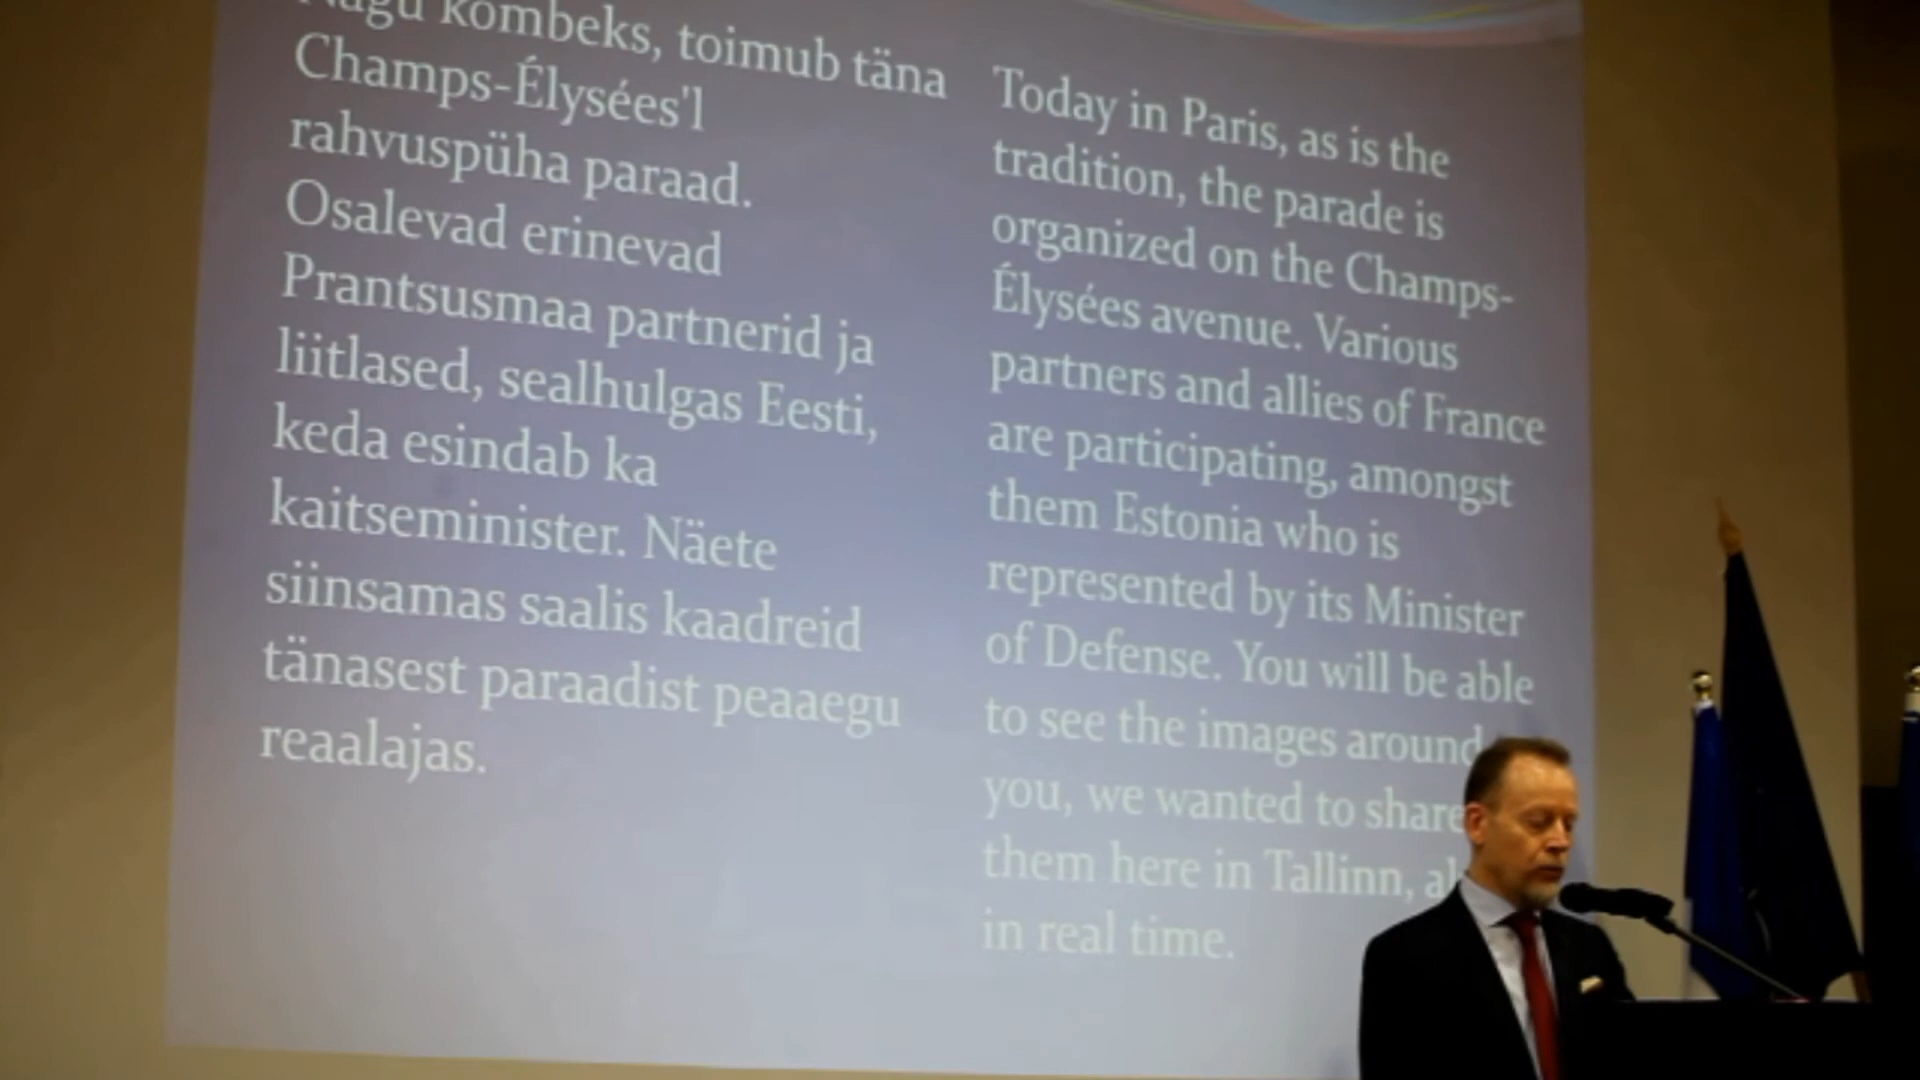 Nagu kombeks, toimub täna
Champs-Élysées'l
rahvuspüha paraad.
Osalevad erinevad
Prantsusmaa partnerid ja
liitlased, sealhulgas Eesti,
keda esindab ka
kaitseminister. Näete
siinsamas saalis kaadreid
tänasest paraadist peaaegu
reaalajas.
Today in Paris, as is the
tradition, the parade is
organized on the Champs-
Élysées avenue. Various
partners and allies of France
are participating, amongst
them Estonia who is
represented by its Minister
of Defense. You will be able
to see the images around
you, we wanted to share
them here in Tallinn,
in real time.